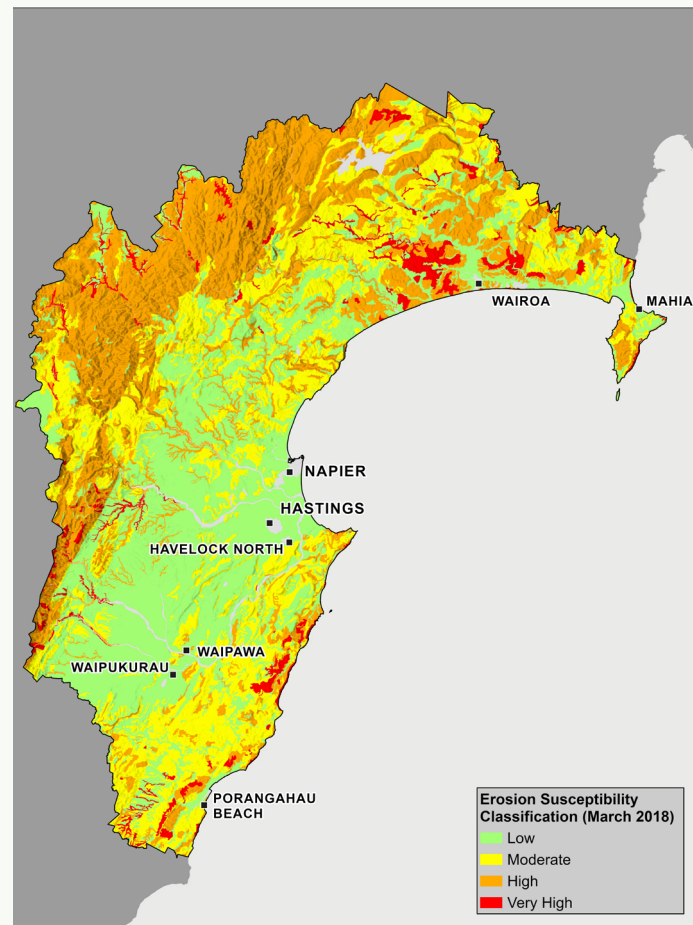 WAIROA
MAHIA
NAPIER
HASTINGS
HAVELOCK NORTH
WAIPAWA
WAIPUKURAU
PORANGAHAU
BEACH
Erosion Susceptibility
Classification (March 2018)
Low
Moderate
High
Very High